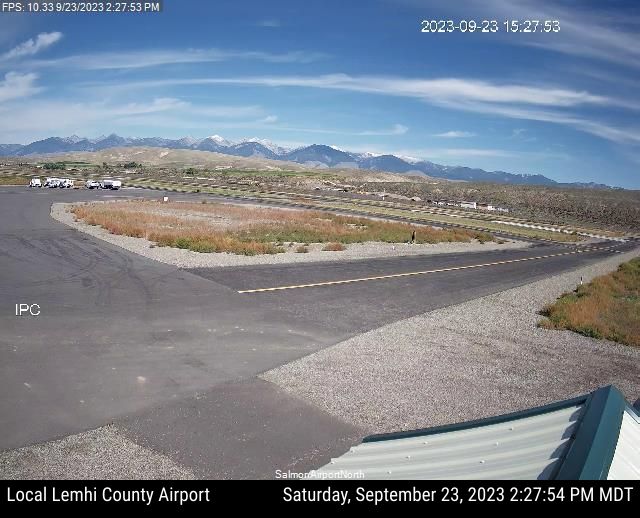 FPS: 10.33 9/23/2023 2:27:53 PM
2023-09-23 15:27:53
IPC
SalmonAirportNorth
Local Lemhi County Airport Saturday, September 23, 2023 2:27:54 PM MDT